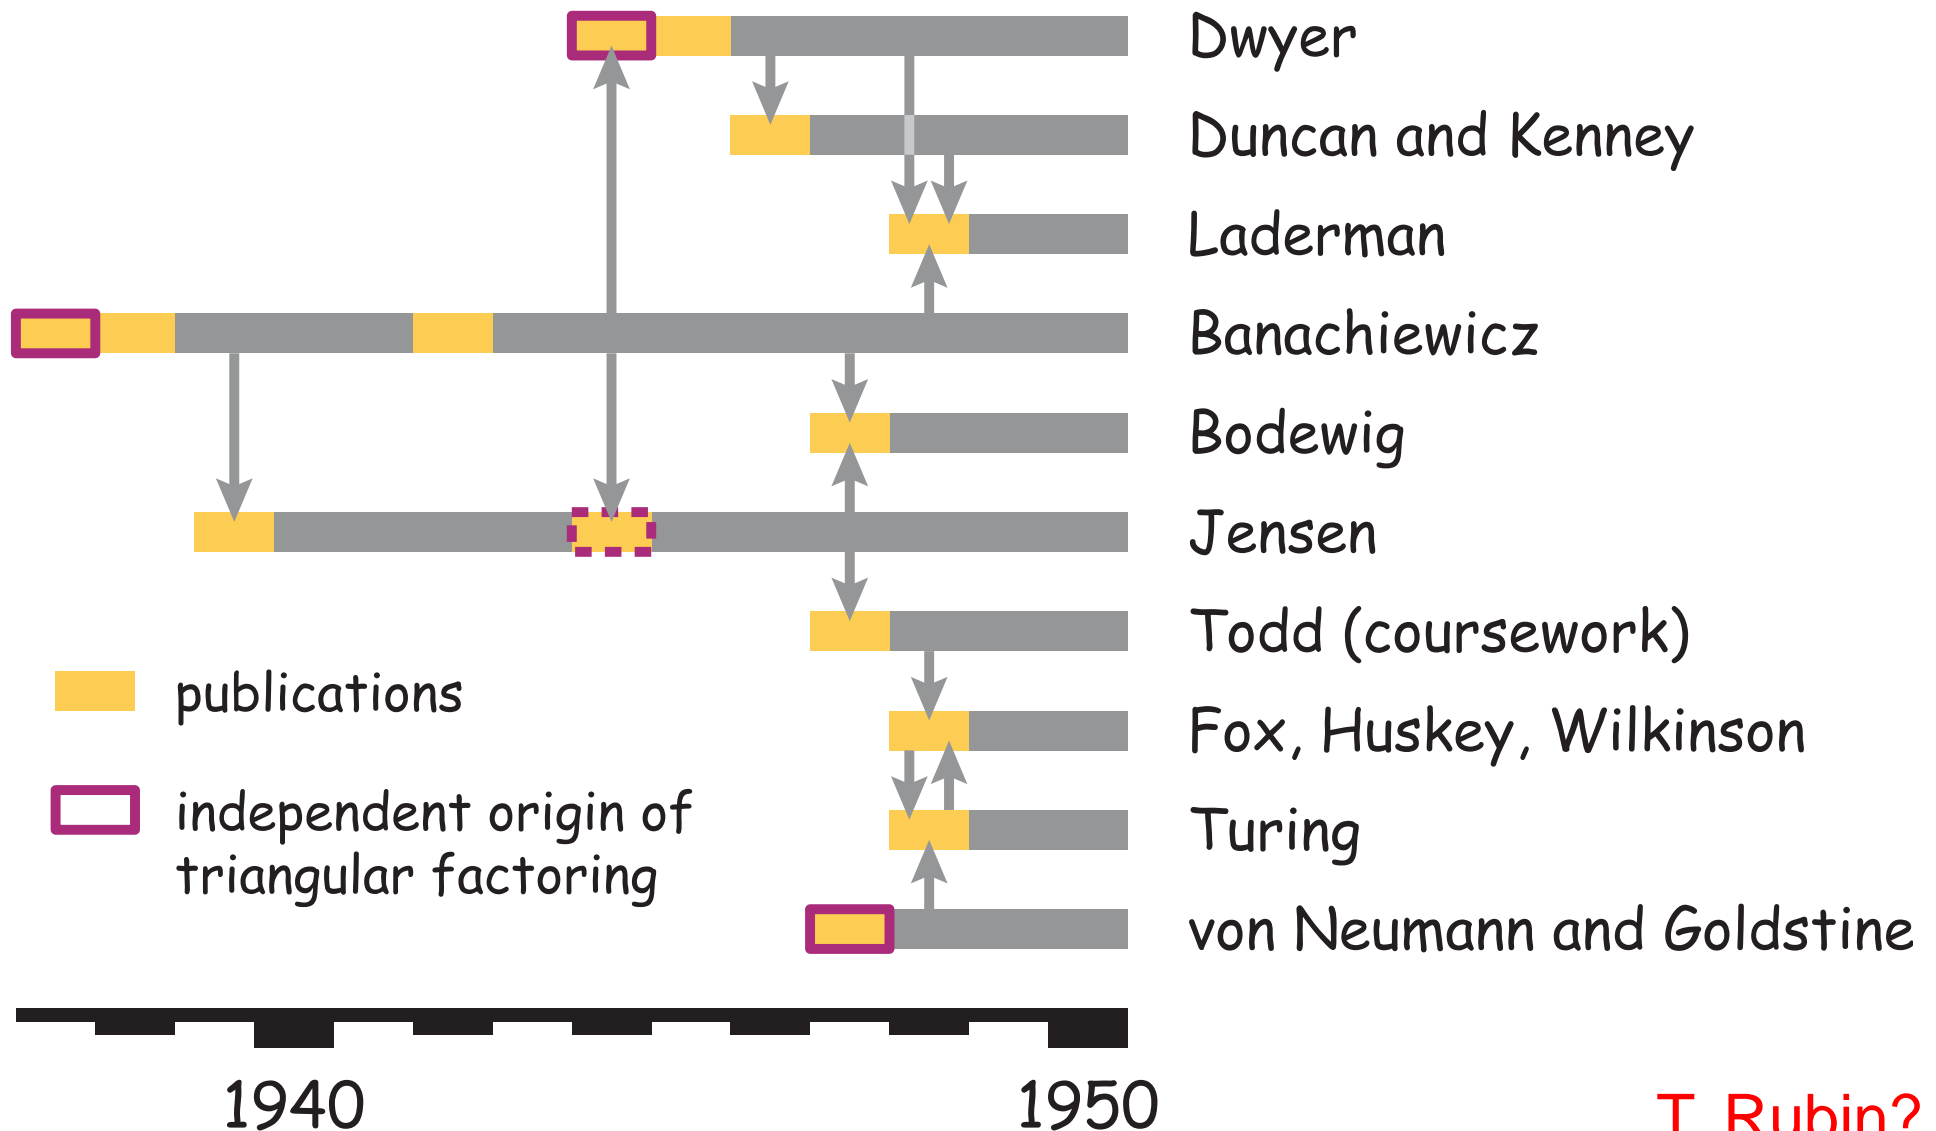 Dwyer
Duncan and Kenney
Laderman
Banachiewicz
Bodewig
Jensen
Todd (coursework)
publications
Fox, Huskey, Wilkinson
independent origin of
triangular factoring
Turing
von Neumann and Goldstine
1940
1950
T. Rubin?